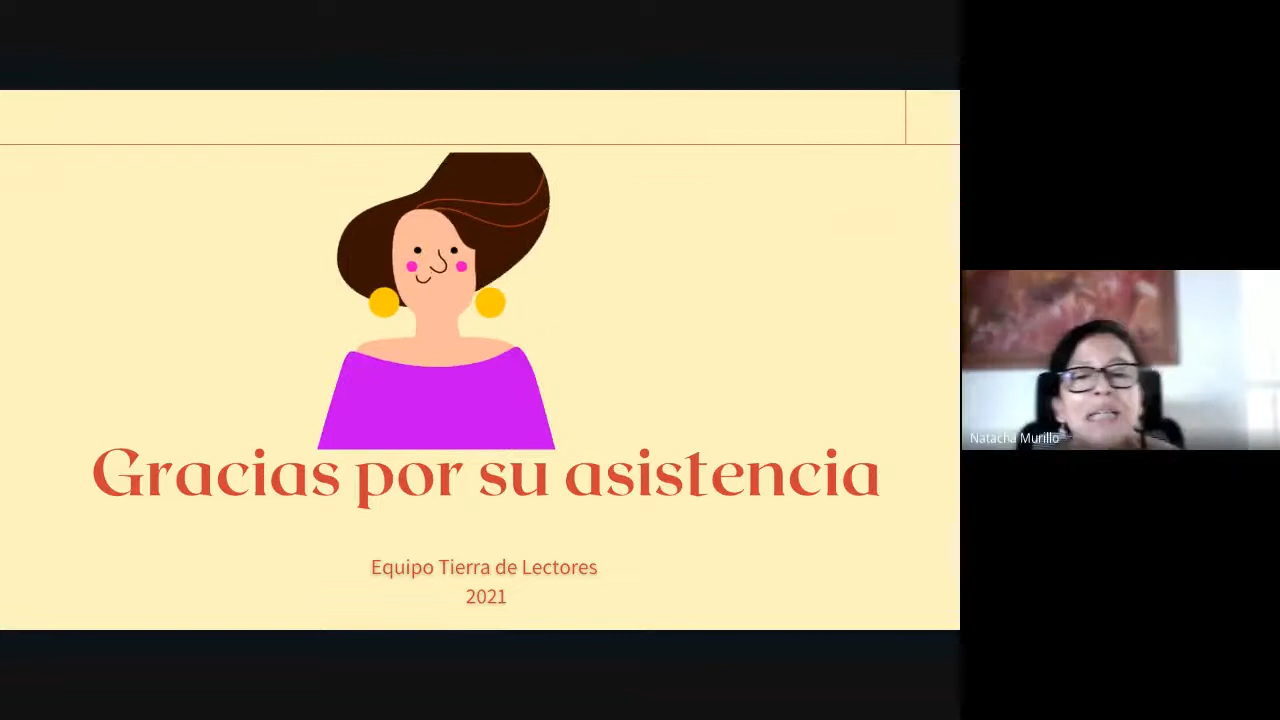 Gracias por su asistencia
Equipo Tierra de Lectores
2021
Natacha Murillo